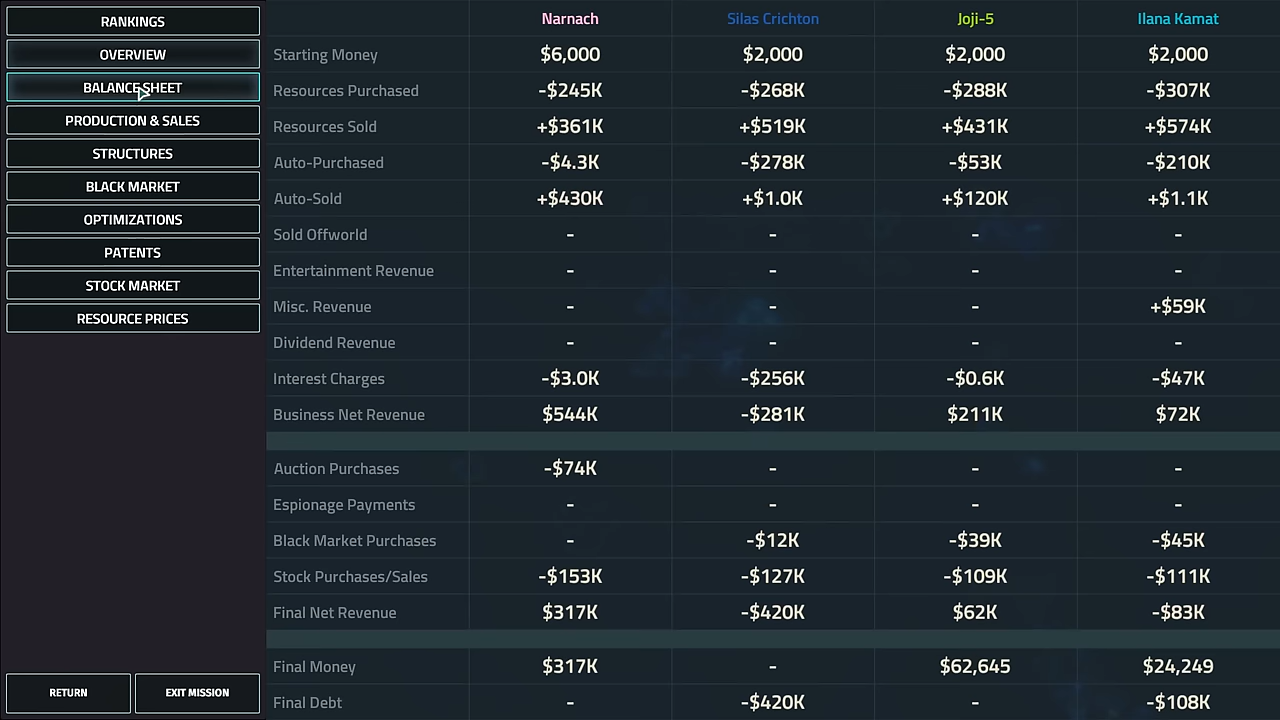 RANKINGS
OVERVIEW
BALANCE SHEET
PRODUCTION & SALES
STRUCTURES
BLACK MARKET
OPTIMIZATIONS
PATENTS
STOCK MARKET
RESOURCE PRICES
RETURN
EXIT MISSION
Narnach Silas Crichton Joji-5 Ilana Kamat
Starting Money $6,000 $2,000 $2,000 $2,000
Resources Purchased -$245K -$268K -$288K -$307K
Resources Sold +$361K +$519K +$431K +$574K
Auto-Purchased -$4.3K -$278K -$53K -$210K
Auto-Sold +$430K +$1.0K +$120K +$1.1K
Sold Offworld - - - -
Entertainment Revenue - - - -
Misc. Revenue - - - +$59K
Dividend Revenue - - - -
Interest Charges -$3.0K -$256K -$0.6K -$47K
Business Net Revenue $544K -$281K $211K $72K
Auction Purchases -$74K - - -
Espionage Payments - - - -
Black Market Purchases - -$12K -$39K -$45K
Stock Purchases/Sales -$153K -$127K -$109K -$111K
Final Net Revenue $317K -$420K $62K -$83K
Final Money $317K - $62,645 $24,249
Final Debt - -$420K - -$108K